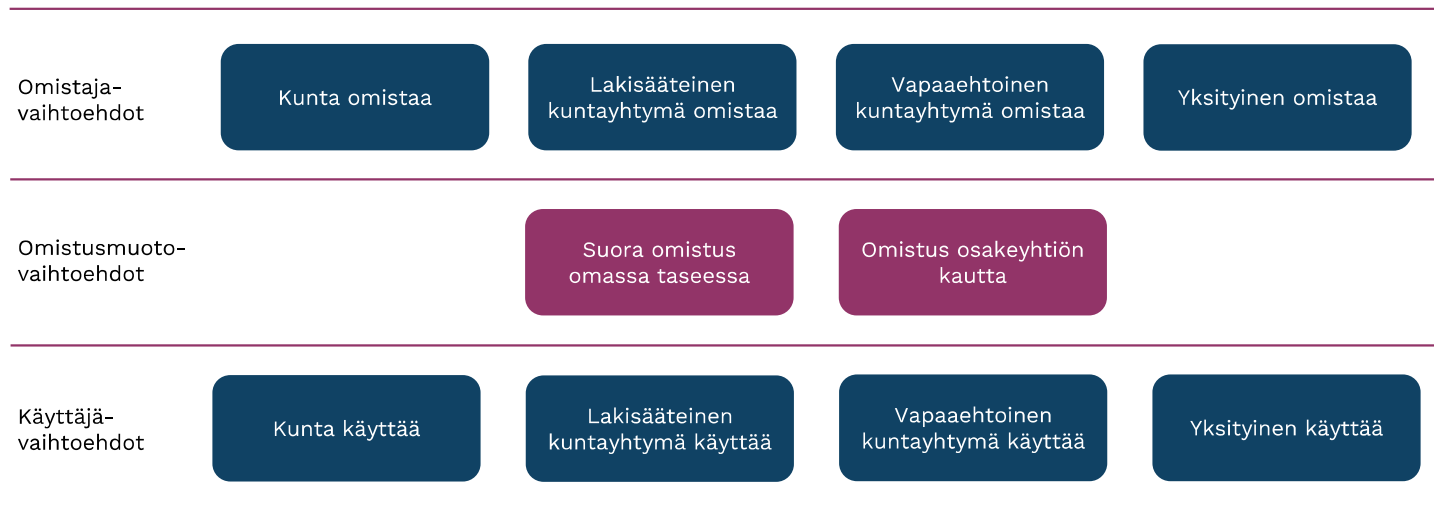 Omistaja-
vaihtoehdot
Kunta omistaa
Lakisääteinen
kuntayhtymä omistaa
Vapaaehtoinen
kuntayhtymä omistaa
Yksityinen omistaa
Omistusmuoto-
vaihtoehdot
Suora omistus
omassa taseessa
Omistus osakeyhtiön
kautta
Käyttäjä-
vaihtoehdot
Kunta käyttää
Lakisääteinen
kuntayhtymä käyttää
Vapaaehtoinen
kuntayhtymä käyttää
Yksityinen käyttää